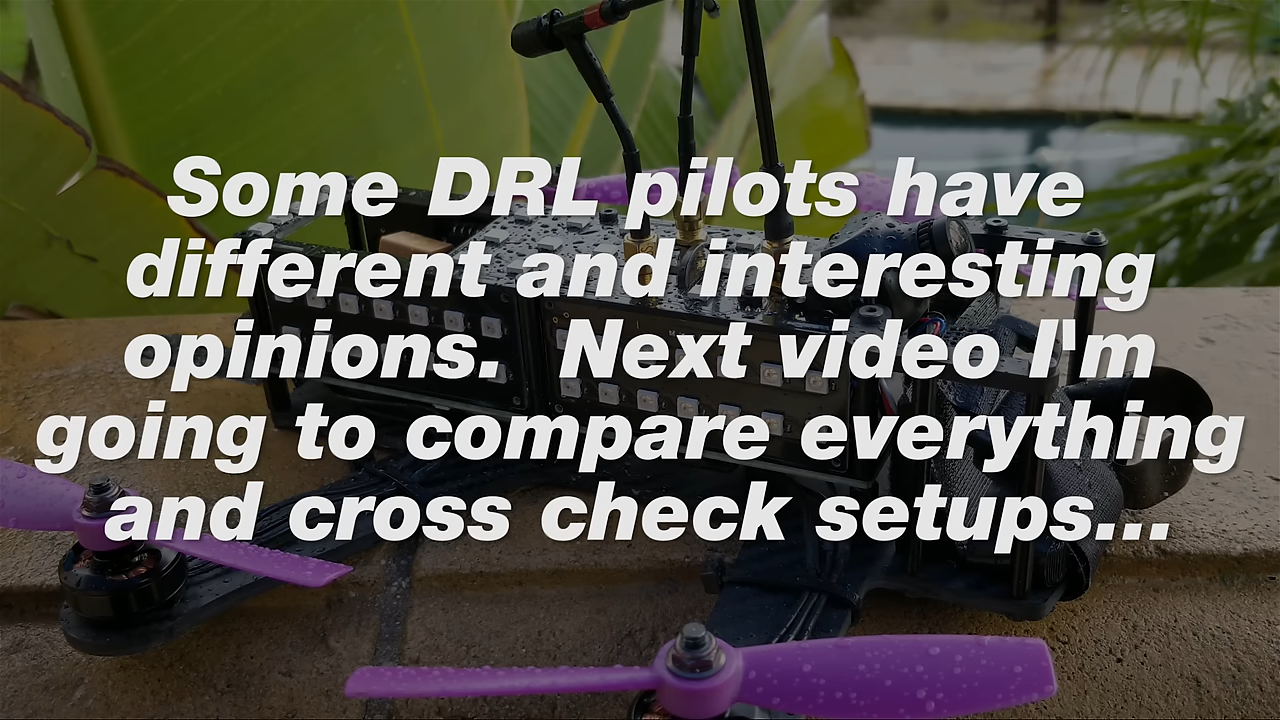 Some DRL pilots have
different and interesting
opinions.  Next video I'm
going to compare everything
and cross check setups...